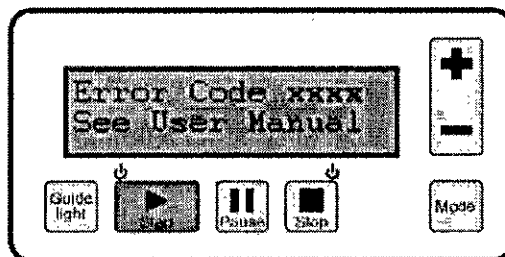 Error Code xxxx
See User Manual
Guide
light
Start
Pause
Stop
Mode